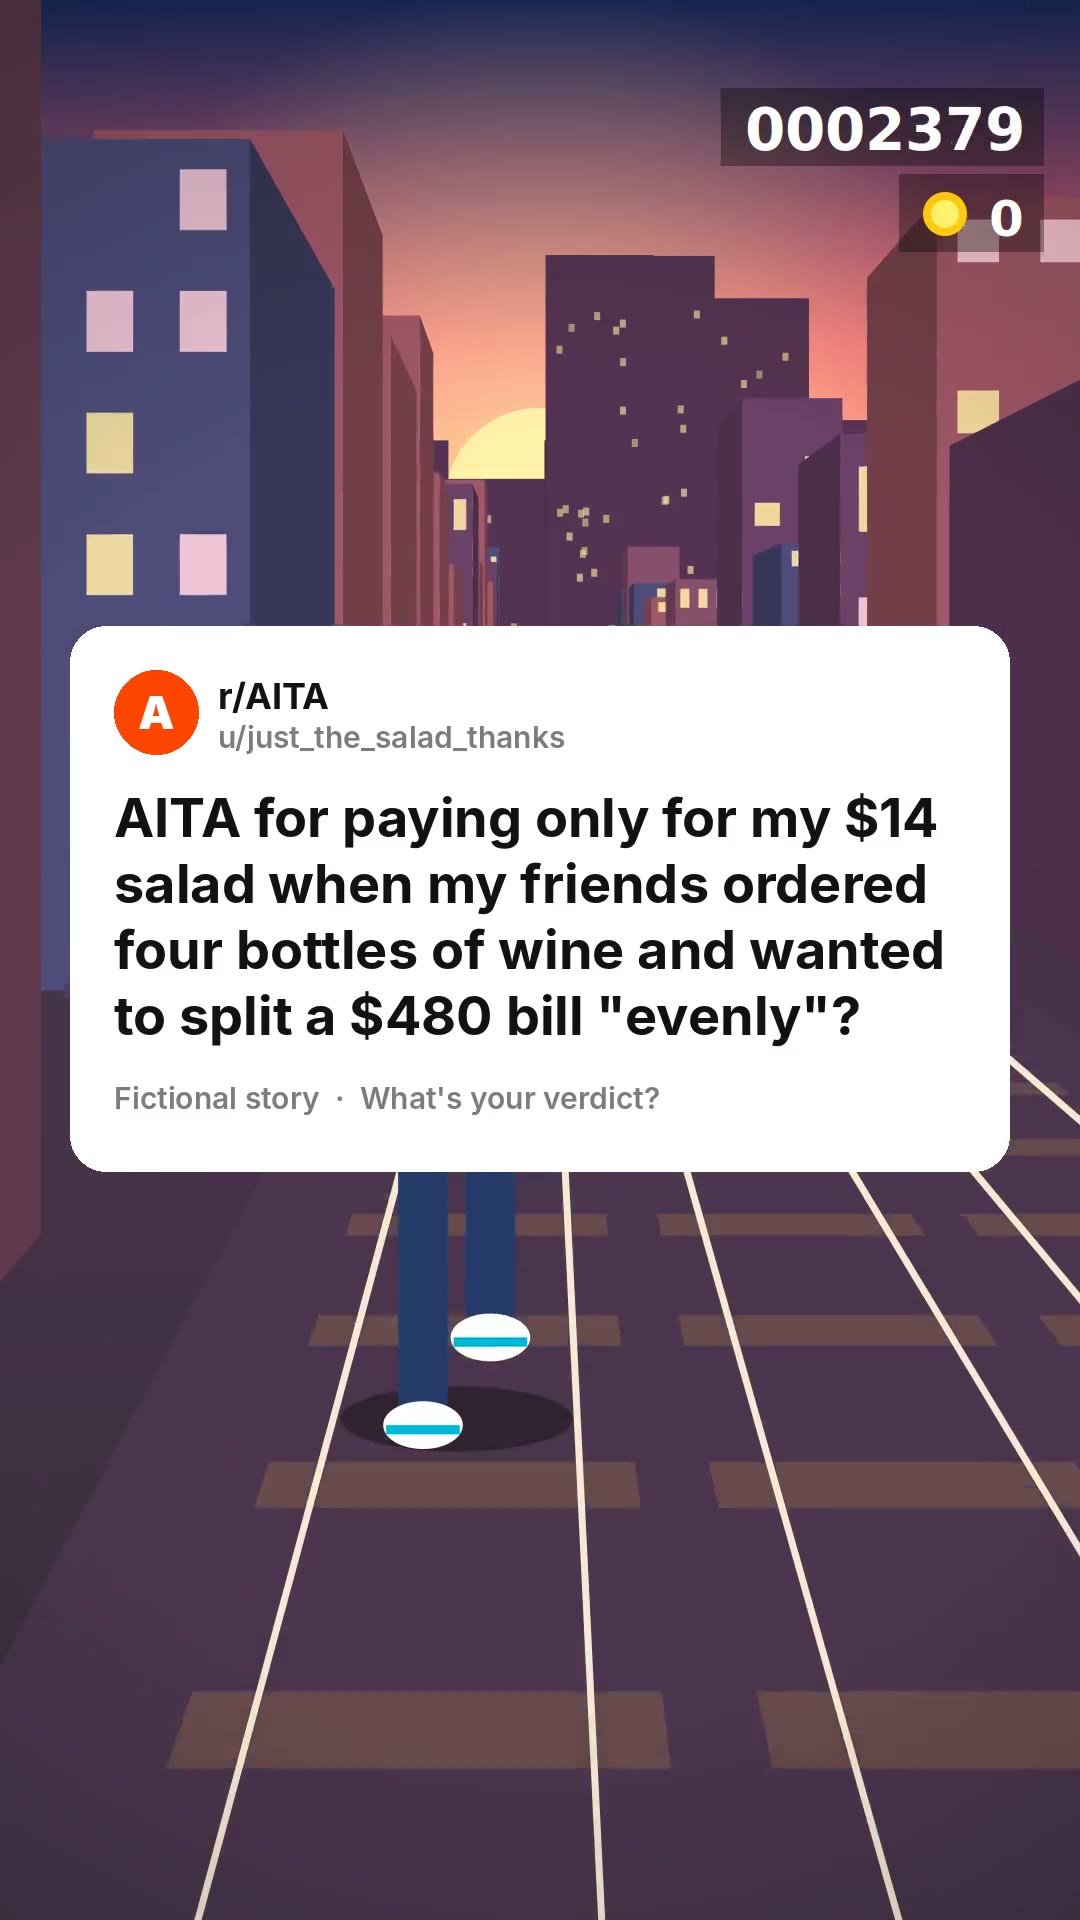 0002379
0
A
r/AITA
u/just_the_salad_thanks
AITA for paying only for my $14
salad when my friends ordered
four bottles of wine and wanted
to split a $480 bill "evenly"?
Fictional story · What's your verdict?